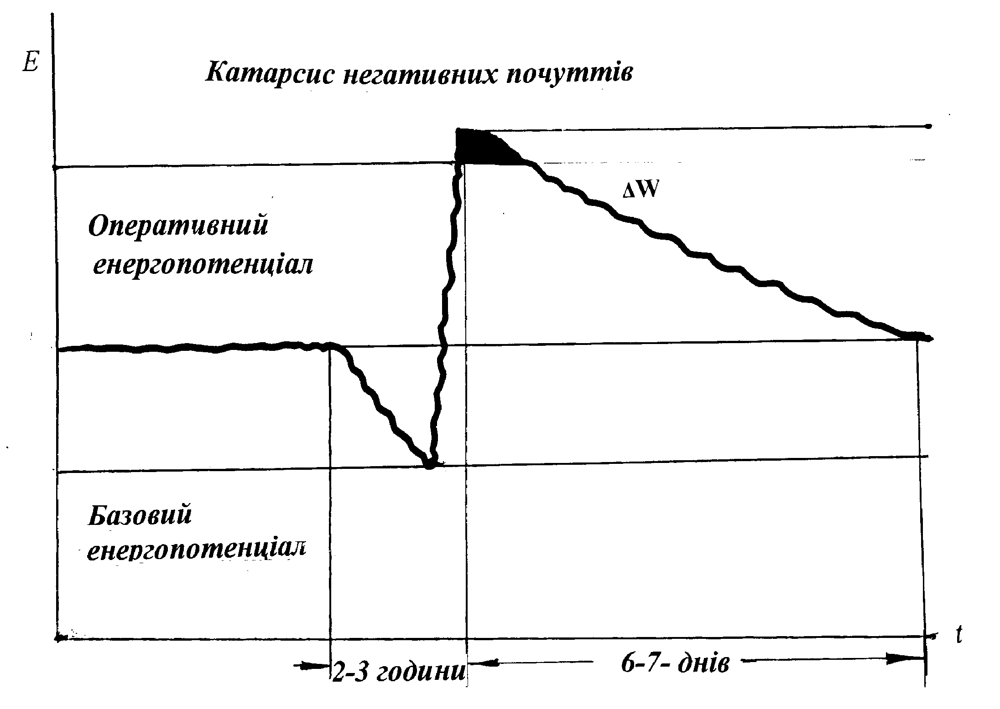 E
Катарсис негативних почуттів
ΔW
Оперативний
енергопотенціал
Базовий
енергопотенціал
t
2-3 години
6-7- днів